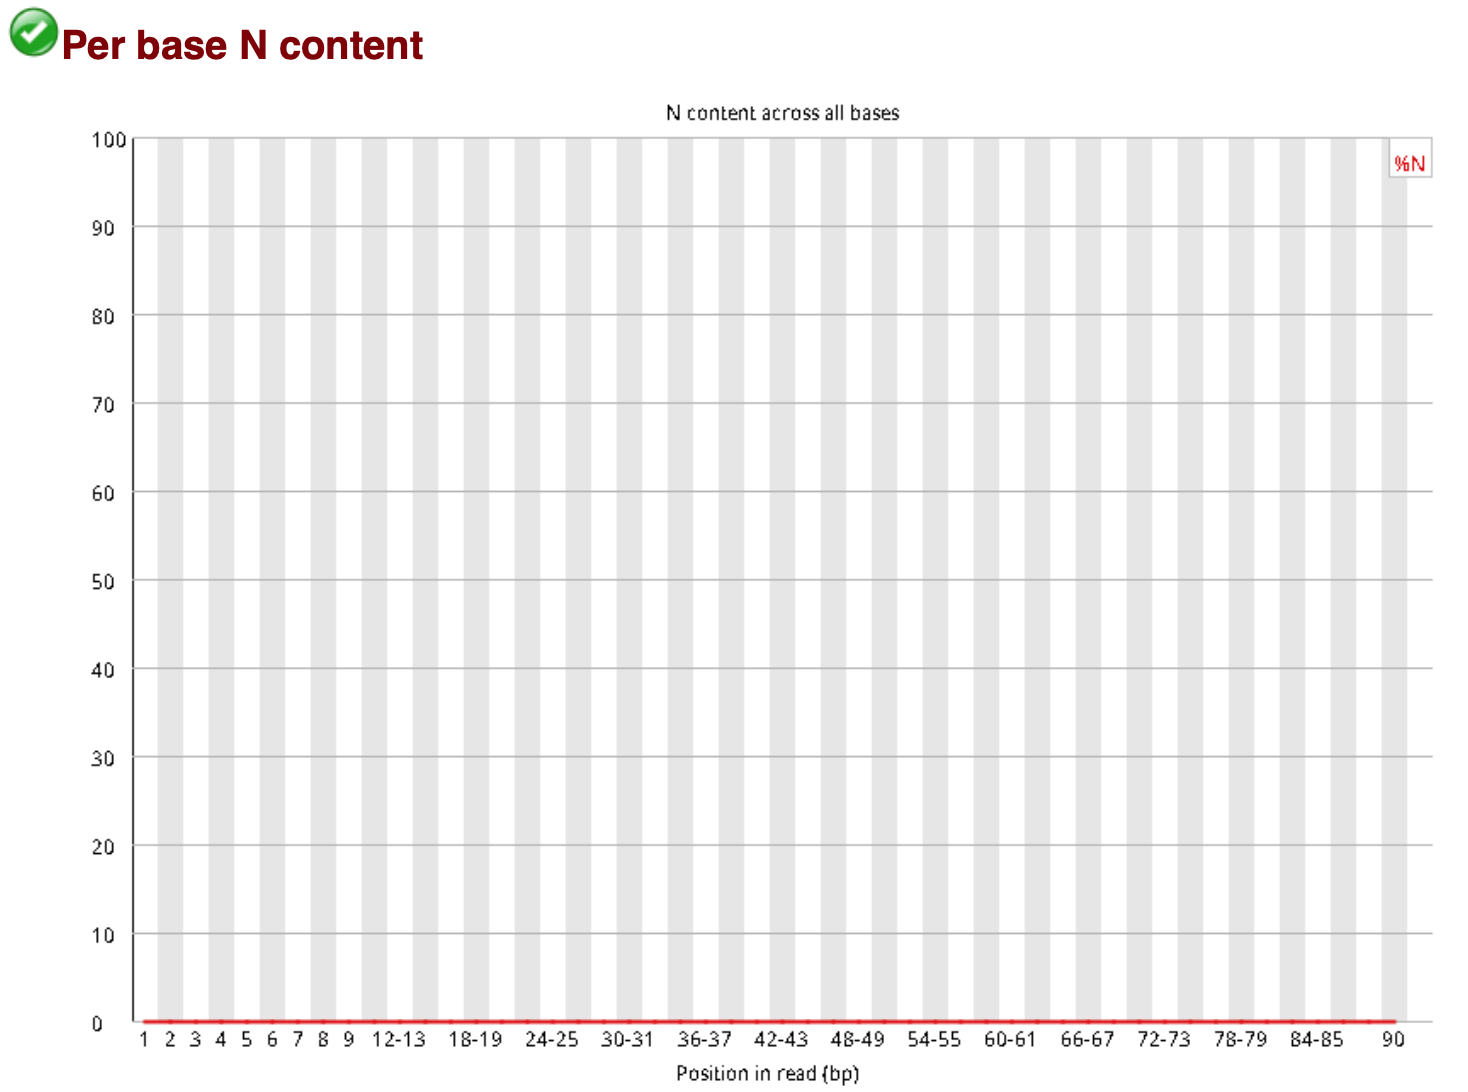 Per base N content
N content across all bases
%N
100
90
80
70
60
50
40
30
20
10
0
1 2 3 4 5 6 7 8 9 12-13 18-19 24-25 30-31 36-37 42-43 48-49 54-55 60-61 66-67 72-73 78-79 84-85 90
Position in read (bp)